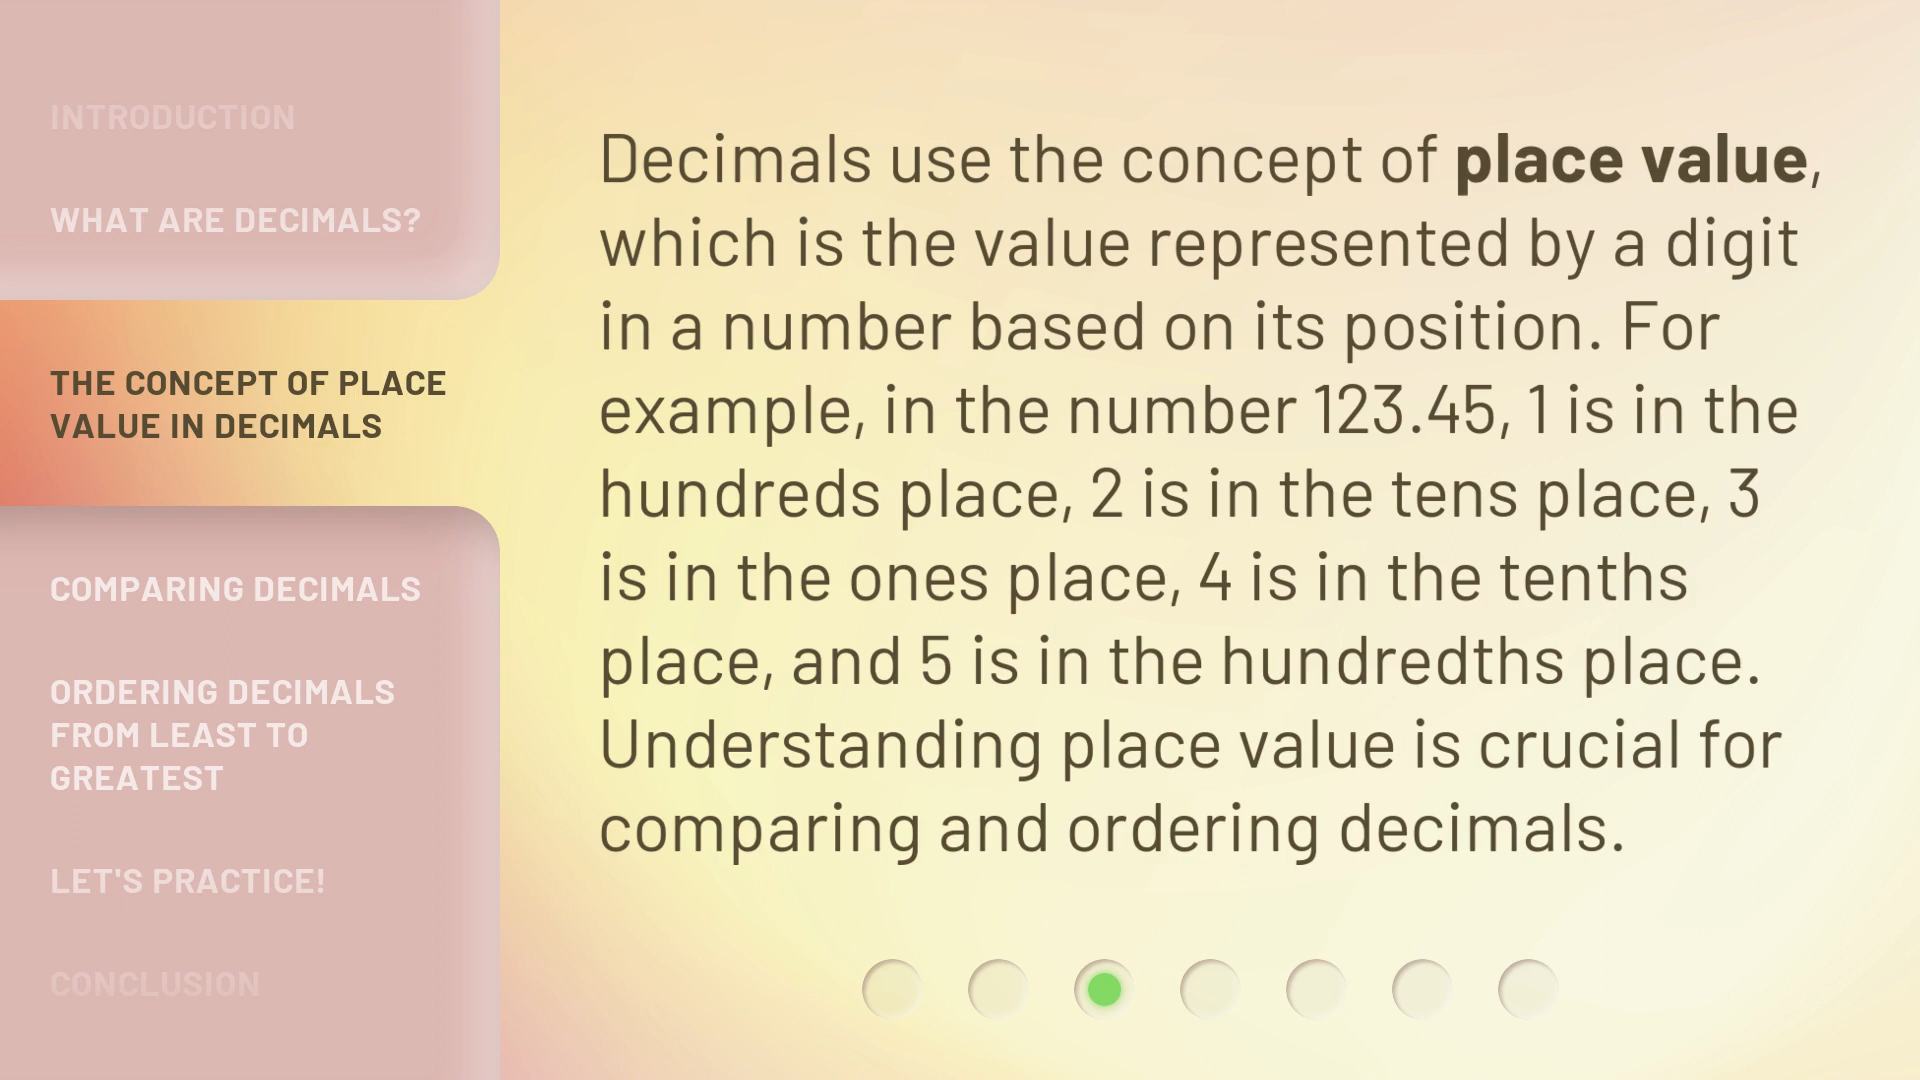 INTRODUCTION
WHAT ARE DECIMALS?
THE CONCEPT OF PLACE
VALUE IN DECIMALS
COMPARING DECIMALS
ORDERING DECIMALS
FROM LEAST TO
GREATEST
LET'S PRACTICE!
CONCLUSION
Decimals use the concept of place value,
which is the value represented by a digit
in a number based on its position. For
example, in the number 123.45, 1 is in the
hundreds place, 2 is in the tens place, 3
is in the ones place, 4 is in the tenths
place, and 5 is in the hundredths place.
Understanding place value is crucial for
comparing and ordering decimals.